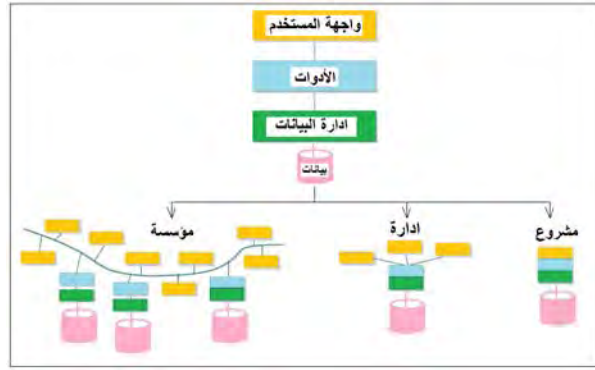 واجهة المستخدم
الأدوات
ادارة البيانات
بيانات
مشروع
ادارة
مؤسسة